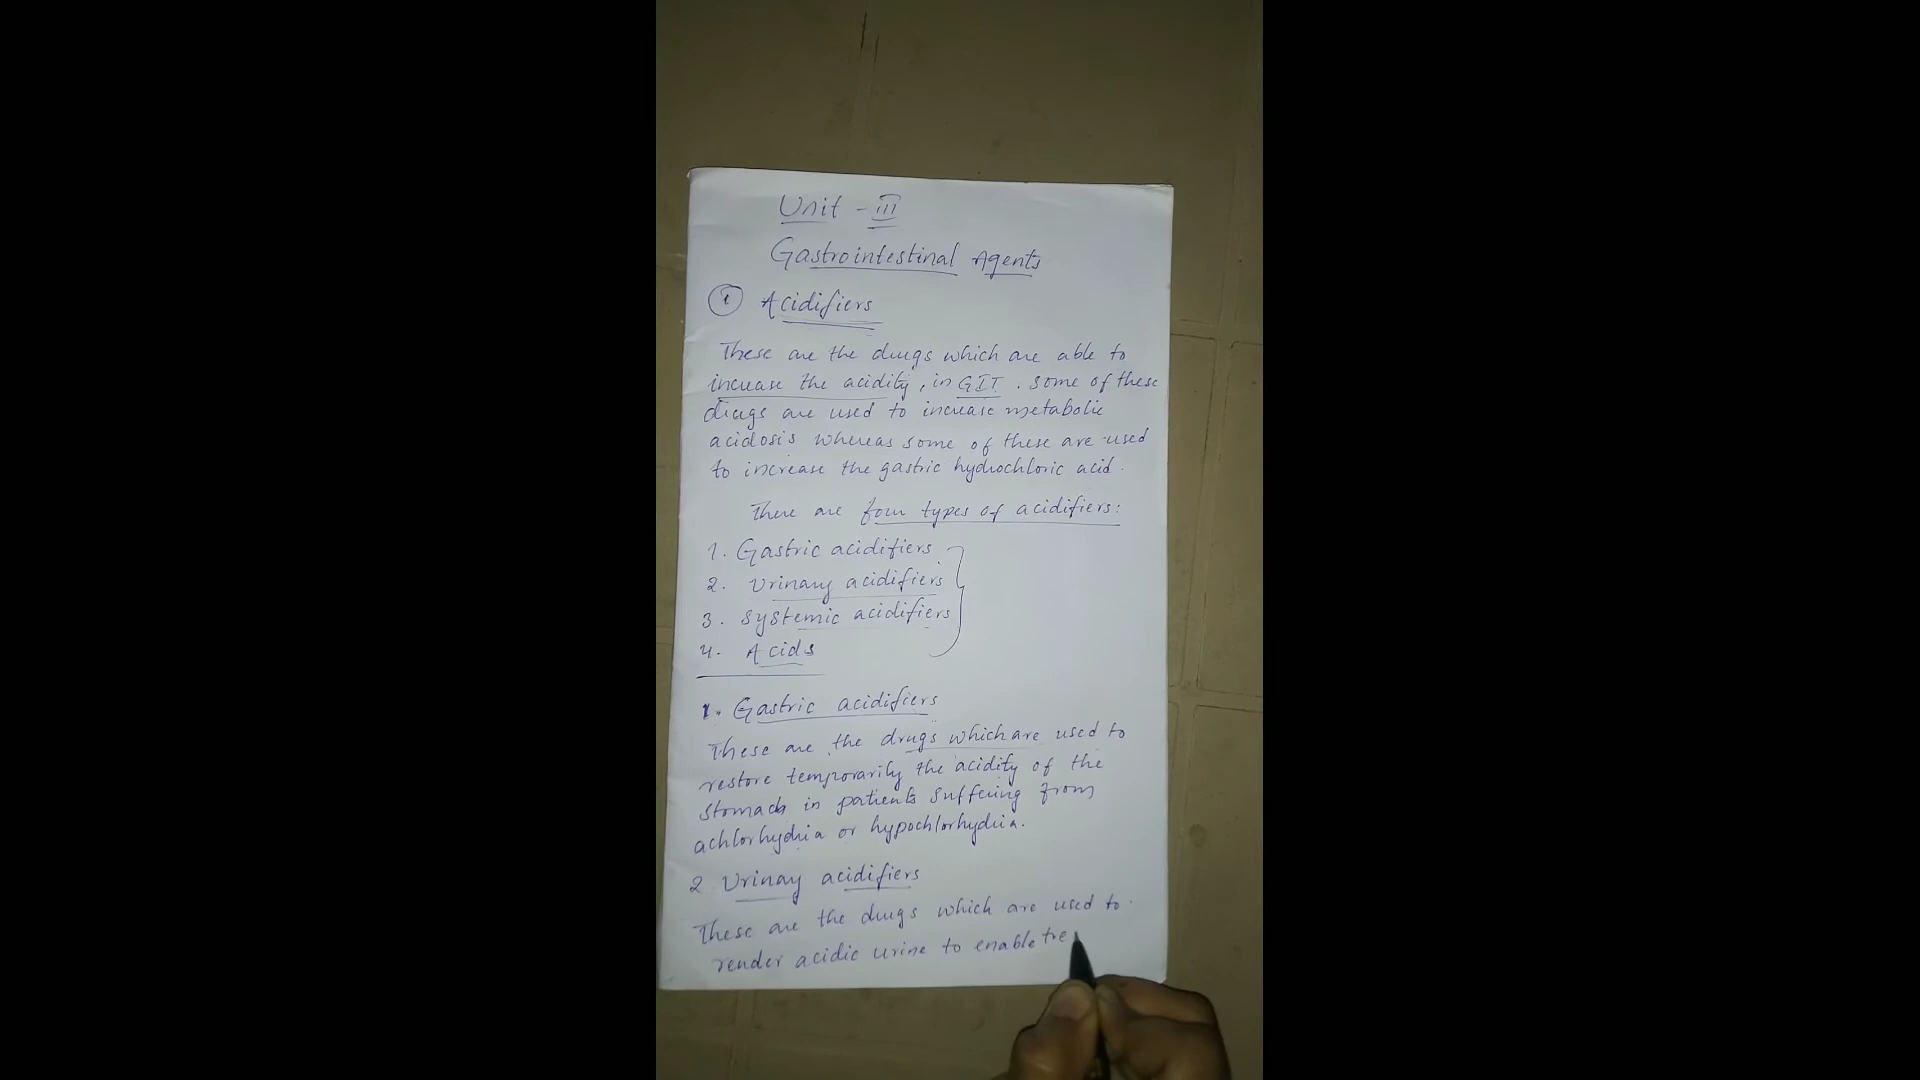 Unit - III
Gastrointestinal Agents
1 Acidifiers
These are the drugs which are able to
increase the acidity, in GIT. Some of these
drugs are used to increase metabolic
acidosis whereas some of these are used
to increase the gastric hydrochloric acid.
There are four types of acidifiers:
1. Gastric acidifiers
2. Urinary acidifiers
3. Systemic acidifiers
4. Acids
1. Gastric acidifiers
These are the drugs which are used to
restore temporarily the acidity of the
stomach in patients suffering from
achlorhydria or hypochlorhydria.
2 Urinay acidifiers
These are the drugs which are used to
render acidic urine to enable tre